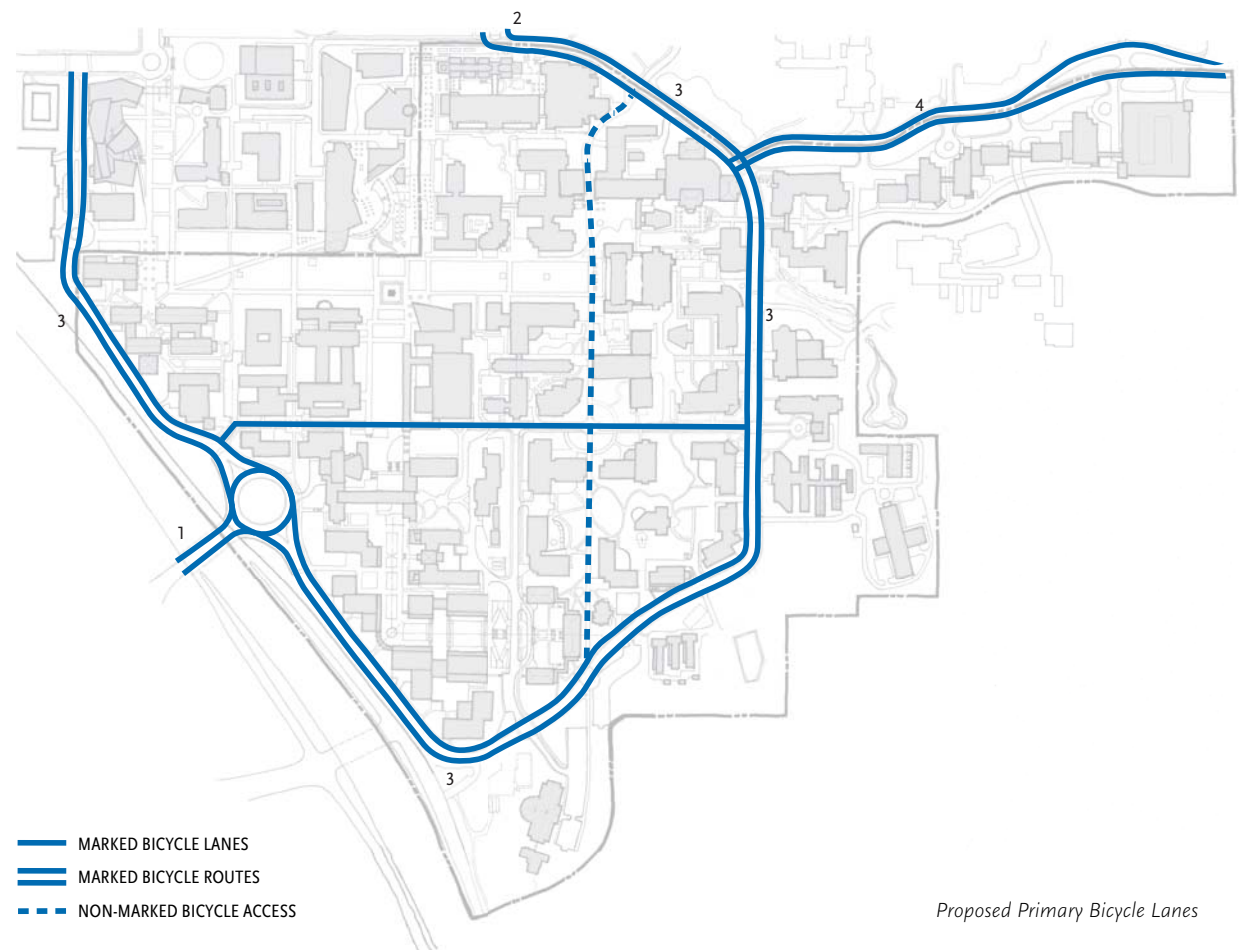 2
3
4
3
3
1
3
MARKED BICYCLE LANES
MARKED BICYCLE ROUTES
NON-MARKED BICYCLE ACCESS
Proposed Primary Bicycle Lanes